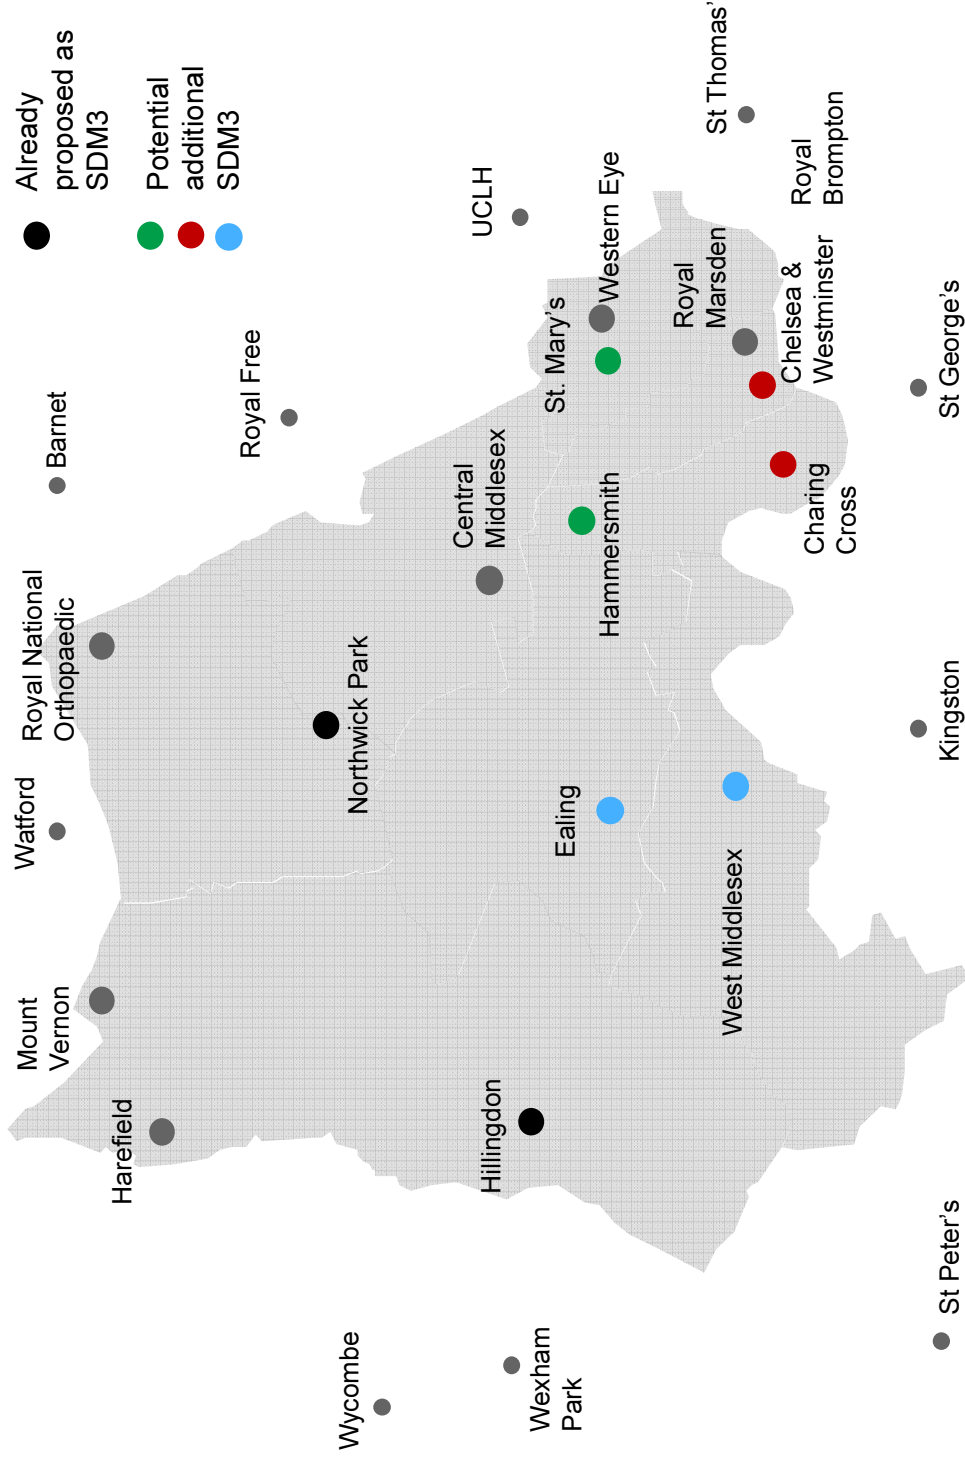 Already
proposed as
SDM3
Potential
additional
SDM3
Watford
Royal National
Orthopaedic
Barnet
Mount
Vernon
Harefield
Royal Free
Northwick Park
Wycombe
Central
Middlesex
UCLH
Hillingdon
Wexham
Park
Ealing
Hammersmith
St. Mary’s
Western Eye
St Thomas’
Royal
Marsden
Royal
Brompton
Chelsea &
Westminster
Charing
Cross
West Middlesex
St Peter’s
Kingston
St George’s